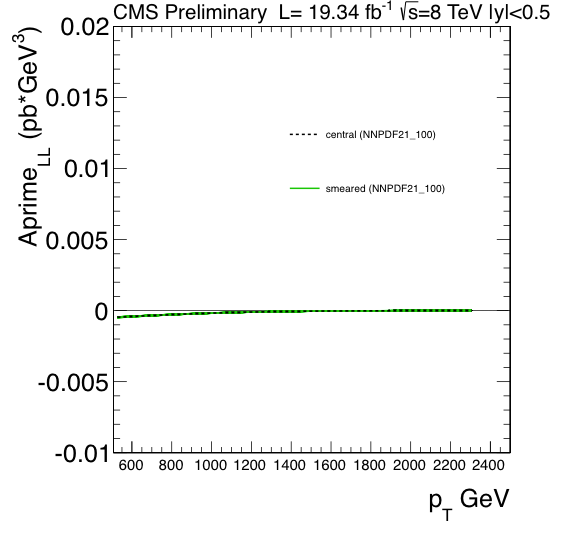 CMS Preliminary L= 19.34 fb⁻¹ √s=8 TeV |y|<0.5
Aprime_LL (pb*GeV³)
0.02
0.015
0.01
0.005
0
-0.005
-0.01
central (NNPDF21_100)
smeared (NNPDF21_100)
600 800 1000 1200 1400 1600 1800 2000 2200 2400
p_T GeV